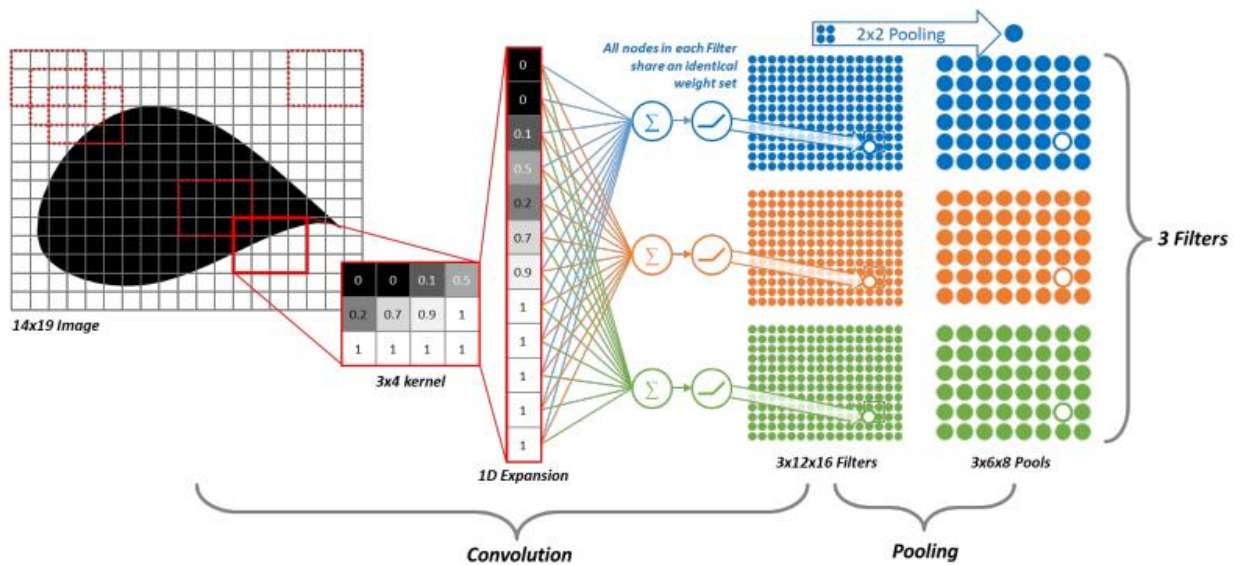 2x2 Pooling
All nodes in each Filter
share an identical
weight set
0
0
0.1
0.5
0.2
0.7
0.9
1
1
1
1
1
Σ
Σ
Σ
0 0 0.1 0.5
0.2 0.7 0.9 1
1 1 1 1
14x19 Image
3x4 kernel
1D Expansion
3x12x16 Filters
3x6x8 Pools
3 Filters
Convolution
Pooling